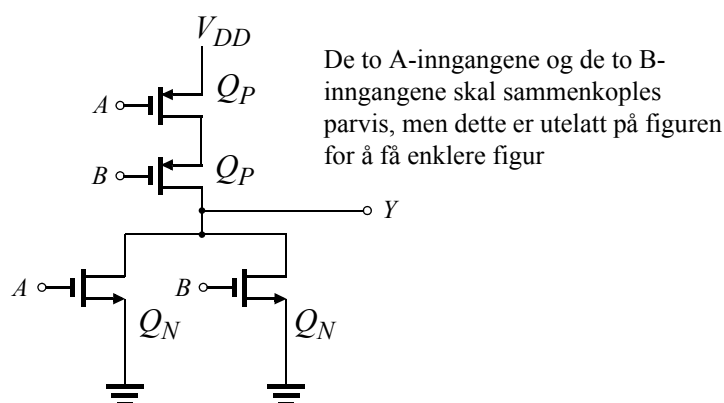 V_DD
De to A-inngangene og de to B-
inngangene skal sammenkoples
parvis, men dette er utelatt på figuren
for å få enklere figur
Q_P
A
Q_P
B
Y
A
B
Q_N
Q_N